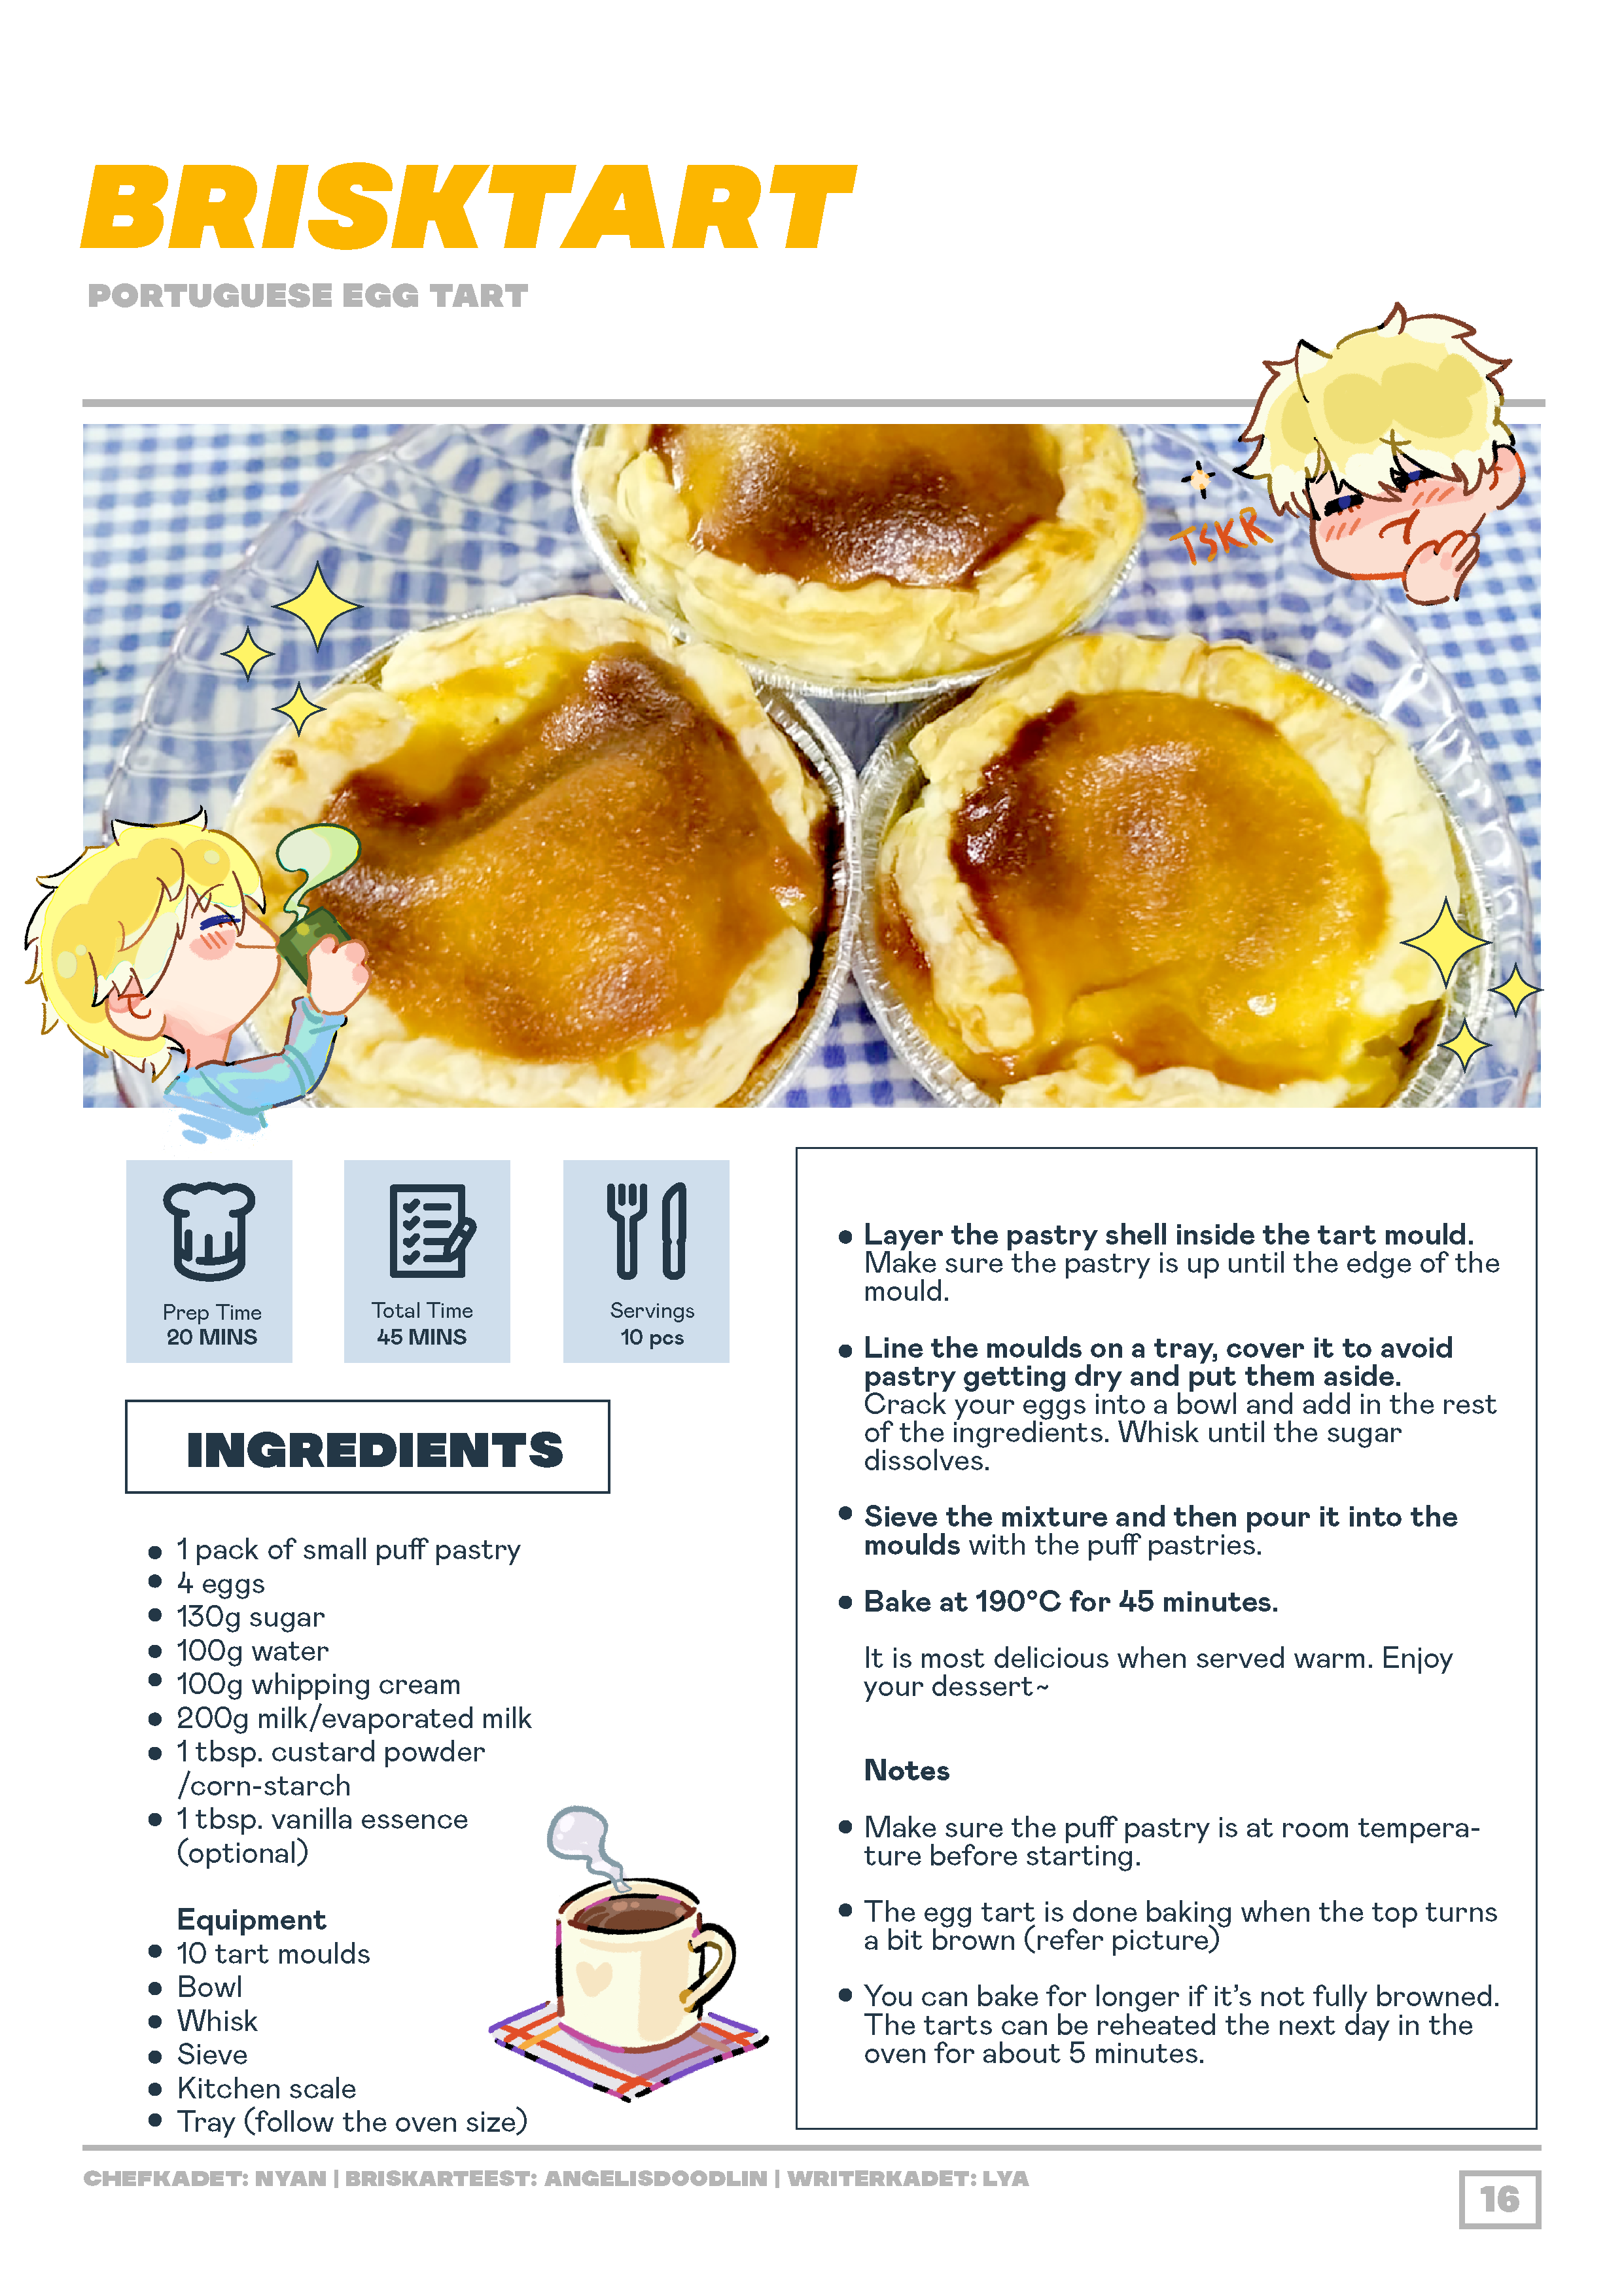 BRISKTART
PORTUGUESE EGG TART
TSKR
Prep Time
20 MINS
Total Time
45 MINS
Servings
10 pcs
INGREDIENTS
• 1 pack of small puff pastry
• 4 eggs
• 130g sugar
• 100g water
• 100g whipping cream
• 200g milk/evaporated milk
• 1 tbsp. custard powder
/corn-starch
• 1 tbsp. vanilla essence
(optional)
Equipment
• 10 tart moulds
• Bowl
• Whisk
• Sieve
• Kitchen scale
• Tray (follow the oven size)
• Layer the pastry shell inside the tart mould.
Make sure the pastry is up until the edge of the
mould.
• Line the moulds on a tray, cover it to avoid
pastry getting dry and put them aside.
Crack your eggs into a bowl and add in the rest
of the ingredients. Whisk until the sugar
dissolves.
• Sieve the mixture and then pour it into the
moulds with the puff pastries.
• Bake at 190°C for 45 minutes.
It is most delicious when served warm. Enjoy
your dessert~
Notes
• Make sure the puff pastry is at room tempera-
ture before starting.
• The egg tart is done baking when the top turns
a bit brown (refer picture)
• You can bake for longer if it's not fully browned.
The tarts can be reheated the next day in the
oven for about 5 minutes.
CHEFKADET: NYAN | BRISKARTEEST: ANGELISDOODLIN | WRITERKADET: LYA
16